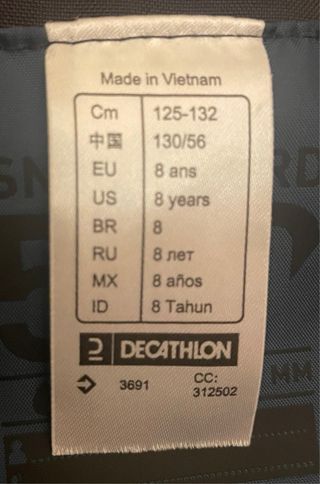 Made in Vietnam
Cm 125-132
中国 130/56
EU 8 ans
US 8 years
BR 8
RU 8 лет
MX 8 años
ID 8 Tahun
DECATHLON
3691 CC:
312502
MM